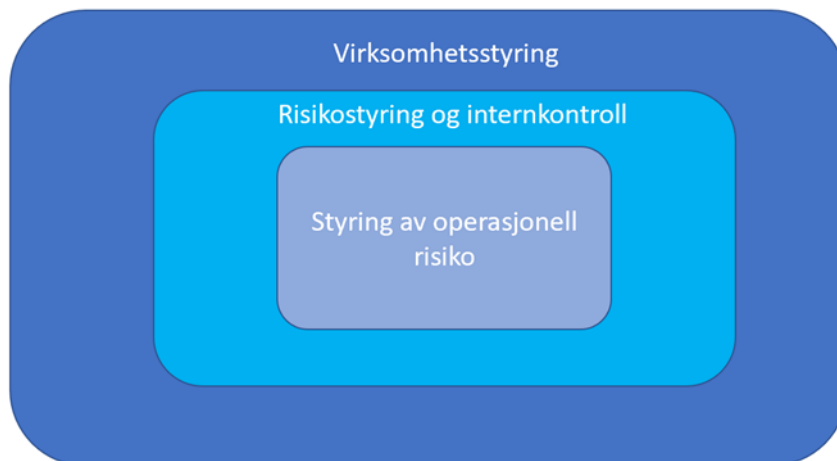 Virksomhetsstyring
Risikostyring og internkontroll
Styring av operasjonell
risiko